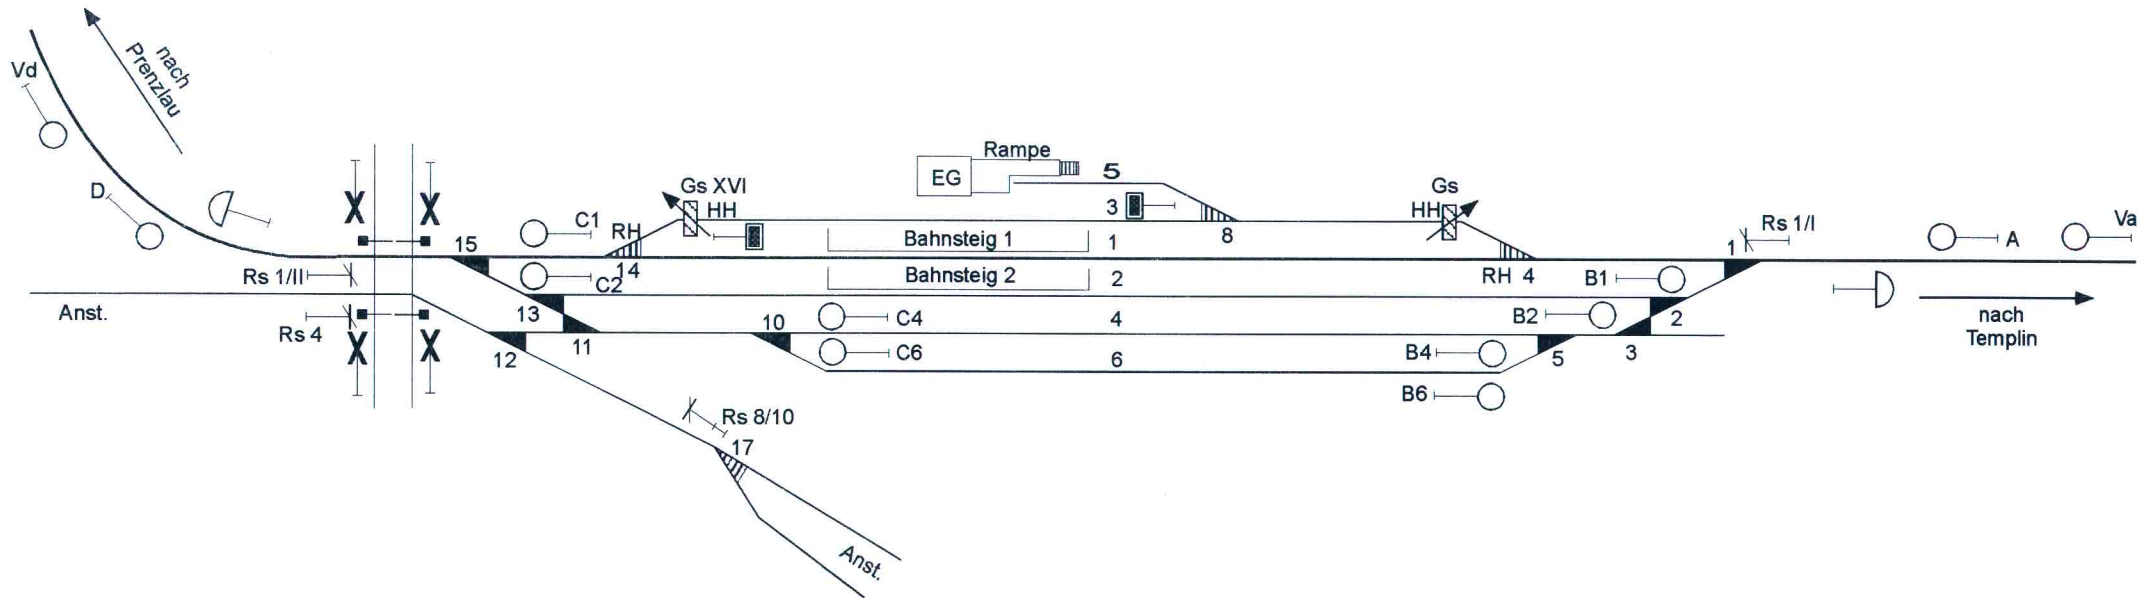 nach
Prenzlau
Vd
D
Rs 1/II
Anst.
Rs 4
15
C1
RH
14
Gs XVI
HH
C2
13
12
11
10
C4
C6
EG
Rampe
5
3
8
Bahnsteig 1
1
Bahnsteig 2
2
4
6
Gs
HH
RH 4
B1
B2
B4
B6
5
3
2
1
Rs 1/I
A
Va
nach
Templin
Rs 8/10
17
Anst.